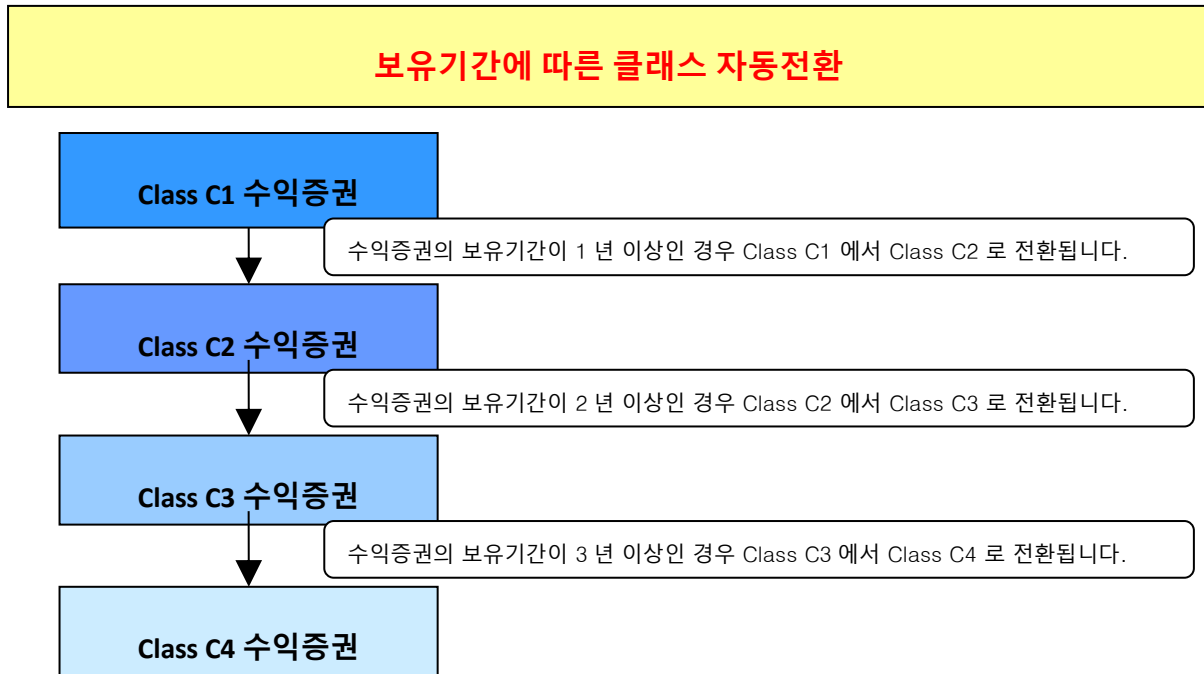 보유기간에 따른 클래스 자동전환
Class C1 수익증권
수익증권의 보유기간이 1 년 이상인 경우 Class C1 에서 Class C2 로 전환됩니다.
Class C2 수익증권
수익증권의 보유기간이 2 년 이상인 경우 Class C2 에서 Class C3 로 전환됩니다.
Class C3 수익증권
수익증권의 보유기간이 3 년 이상인 경우 Class C3 에서 Class C4 로 전환됩니다.
Class C4 수익증권